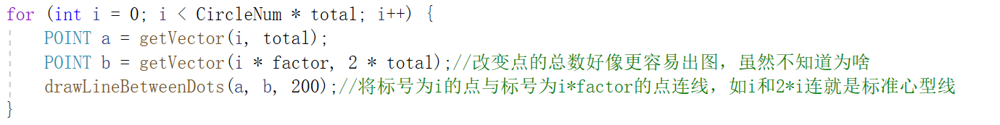 for (int i = 0; i < CircleNum * total; i++) {
    POINT a = getVector(i, total);
    POINT b = getVector(i * factor, 2 * total);//改变点的总数好像更容易出图，虽然不知道为啥
    drawLineBetweenDots(a, b, 200);//将标号为i的点与标号为i*factor的点连线，如i和2*i连就是标准心型线
}